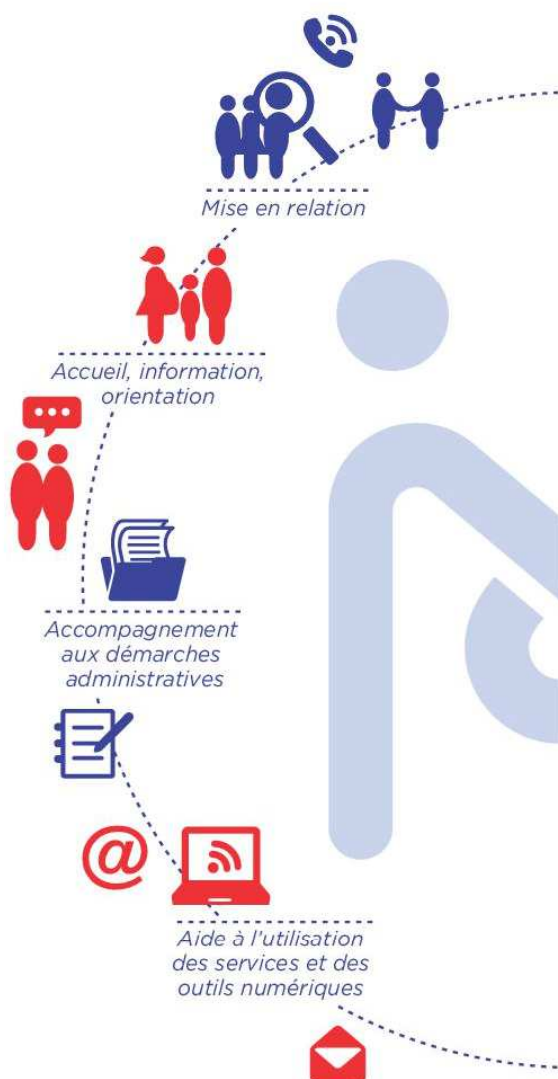 Mise en relation
Accueil, information,
orientation
Accompagnement
aux démarches
administratives
@
Aide à l'utilisation
des services et des
outils numériques